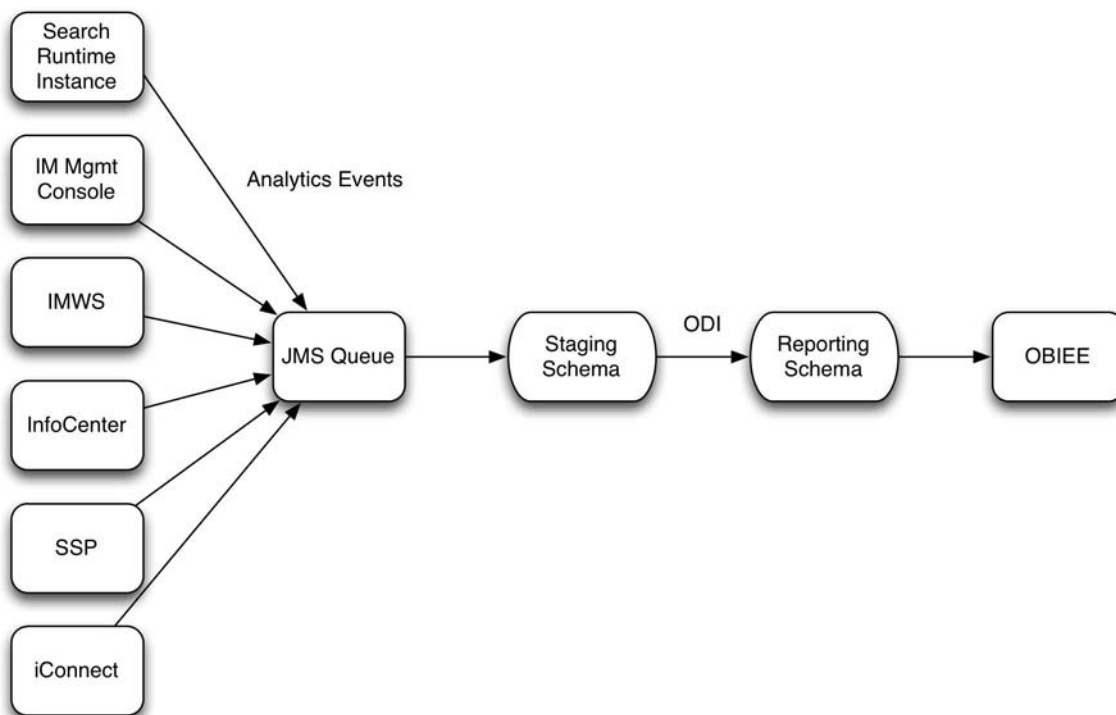 Search
Runtime
Instance
IM Mgmt
Console
Analytics Events
IMWS
JMS Queue
Staging
Schema
ODI
Reporting
Schema
OBIEE
InfoCenter
SSP
iConnect